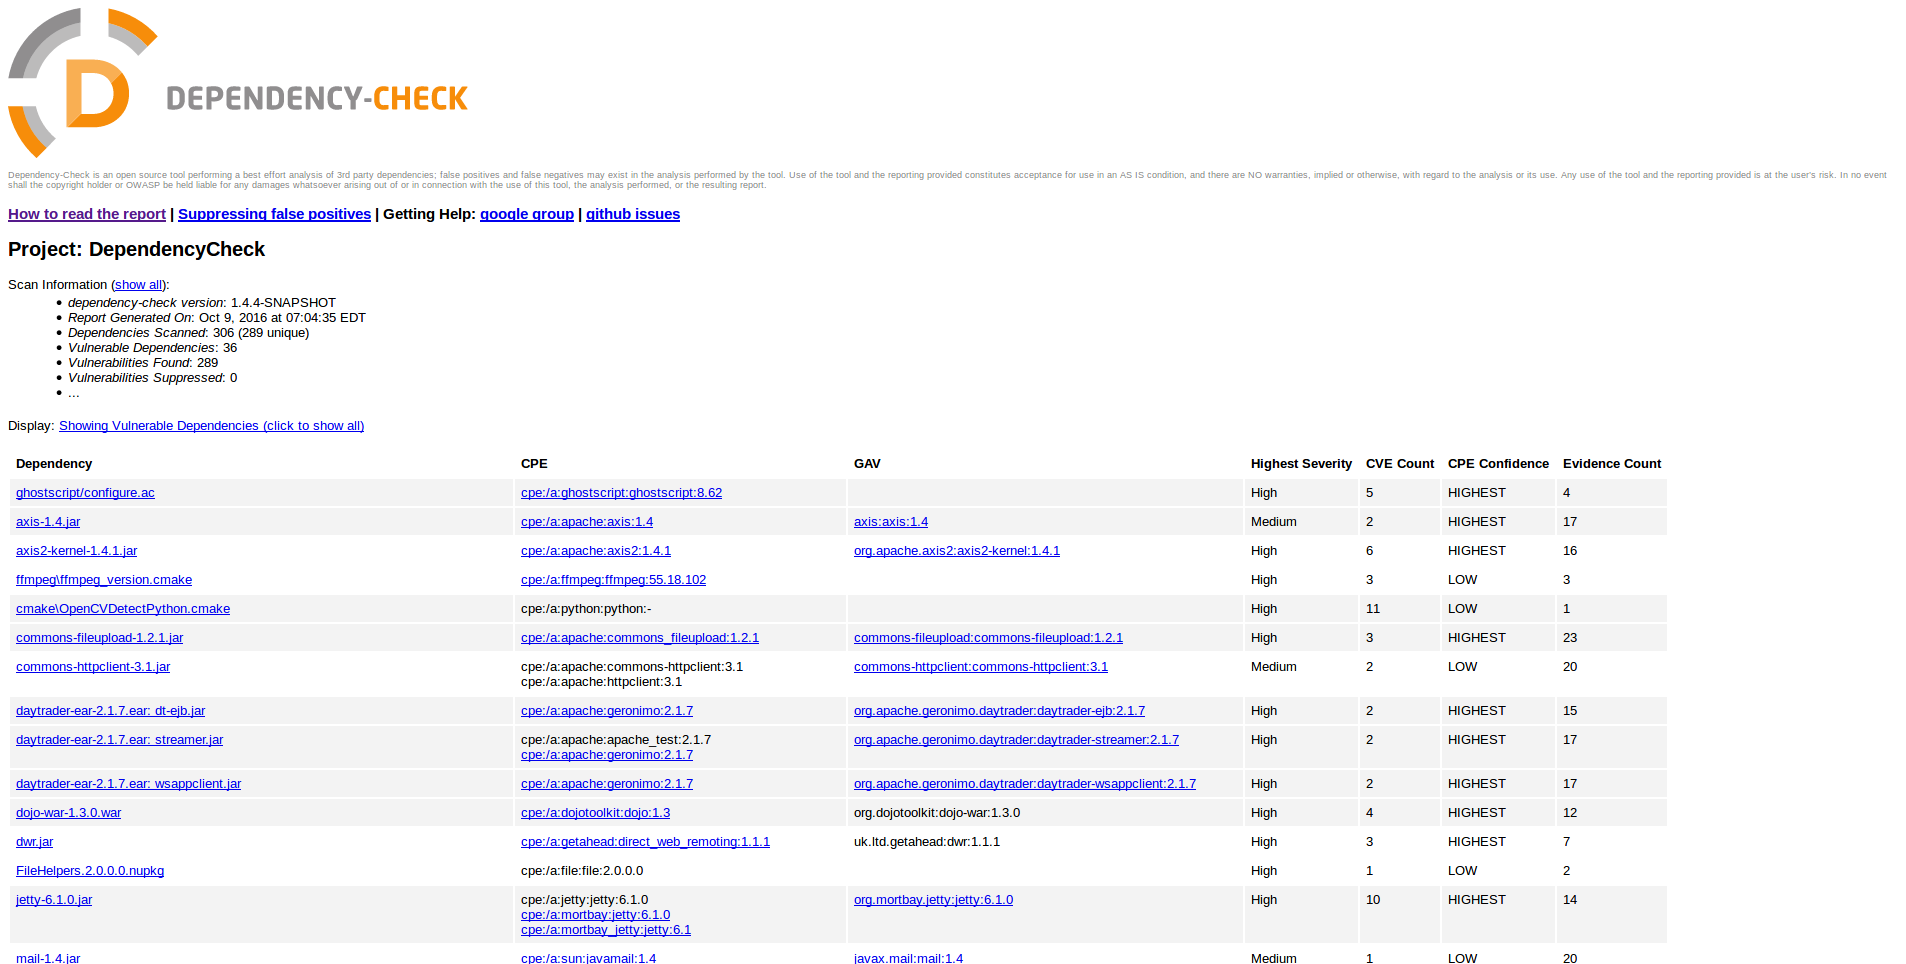 D
DEPENDENCY-CHECK
Dependency-Check is an open source tool performing a best effort analysis of 3rd party dependencies; false positives and false negatives may exist in the analysis performed by the tool. Use of the tool and the reporting provided constitutes acceptance for use in an AS IS condition, and there are NO warranties, implied or otherwise, with regard to the analysis or its use. Any use of the tool and the reporting provided is at the user's risk. In no event
shall the copyright holder or OWASP be held liable for any damages whatsoever arising out of or in connection with the use of this tool, the analysis performed, or the resulting report.
How to read the report | Suppressing false positives | Getting Help: google group | github issues
Project: DependencyCheck
Scan Information (show all):
• dependency-check version: 1.4.4-SNAPSHOT
• Report Generated On: Oct 9, 2016 at 07:04:35 EDT
• Dependencies Scanned: 306 (289 unique)
• Vulnerable Dependencies: 36
• Vulnerabilities Found: 289
• Vulnerabilities Suppressed: 0
• ...
Display: Showing Vulnerable Dependencies (click to show all)
Dependency CPE GAV Highest Severity CVE Count CPE Confidence Evidence Count
ghostscript/configure.ac cpe:/a:ghostscript:ghostscript:8.62 High 5 HIGHEST 4
axis-1.4.jar cpe:/a:apache:axis:1.4 axis:axis:1.4 Medium 2 HIGHEST 17
axis2-kernel-1.4.1.jar cpe:/a:apache:axis2:1.4.1 org.apache.axis2:axis2-kernel:1.4.1 High 6 HIGHEST 16
ffmpeg\ffmpeg_version.cmake cpe:/a:ffmpeg:ffmpeg:55.18.102 High 3 LOW 3
cmake\OpenCVDetectPython.cmake cpe:/a:python:python:- High 11 LOW 1
commons-fileupload-1.2.1.jar cpe:/a:apache:commons_fileupload:1.2.1 commons-fileupload:commons-fileupload:1.2.1 High 3 HIGHEST 23
commons-httpclient-3.1.jar cpe:/a:apache:commons-httpclient:3.1 commons-httpclient:commons-httpclient:3.1 Medium 2 LOW 20
cpe:/a:apache:httpclient:3.1
daytrader-ear-2.1.7.ear: dt-ejb.jar cpe:/a:apache:geronimo:2.1.7 org.apache.geronimo.daytrader:daytrader-ejb:2.1.7 High 2 HIGHEST 15
daytrader-ear-2.1.7.ear: streamer.jar cpe:/a:apache:apache_test:2.1.7 org.apache.geronimo.daytrader:daytrader-streamer:2.1.7 High 2 HIGHEST 17
cpe:/a:apache:geronimo:2.1.7
daytrader-ear-2.1.7.ear: wsappclient.jar cpe:/a:apache:geronimo:2.1.7 org.apache.geronimo.daytrader:daytrader-wsappclient:2.1.7 High 2 HIGHEST 17
dojo-war-1.3.0.war cpe:/a:dojotoolkit:dojo:1.3 org.dojotoolkit:dojo-war:1.3.0 High 4 HIGHEST 12
dwr.jar cpe:/a:getahead:direct_web_remoting:1.1.1 uk.ltd.getahead:dwr:1.1.1 High 3 HIGHEST 7
FileHelpers.2.0.0.0.nupkg cpe:/a:file:file:2.0.0.0 High 1 LOW 2
jetty-6.1.0.jar cpe:/a:jetty:jetty:6.1.0 org.mortbay.jetty:jetty:6.1.0 High 10 HIGHEST 14
cpe:/a:mortbay:jetty:6.1.0
cpe:/a:mortbay_jetty:jetty:6.1
mail-1.4.jar cpe:/a:sun:javamail:1.4 javax.mail:mail:1.4 Medium 1 LOW 20